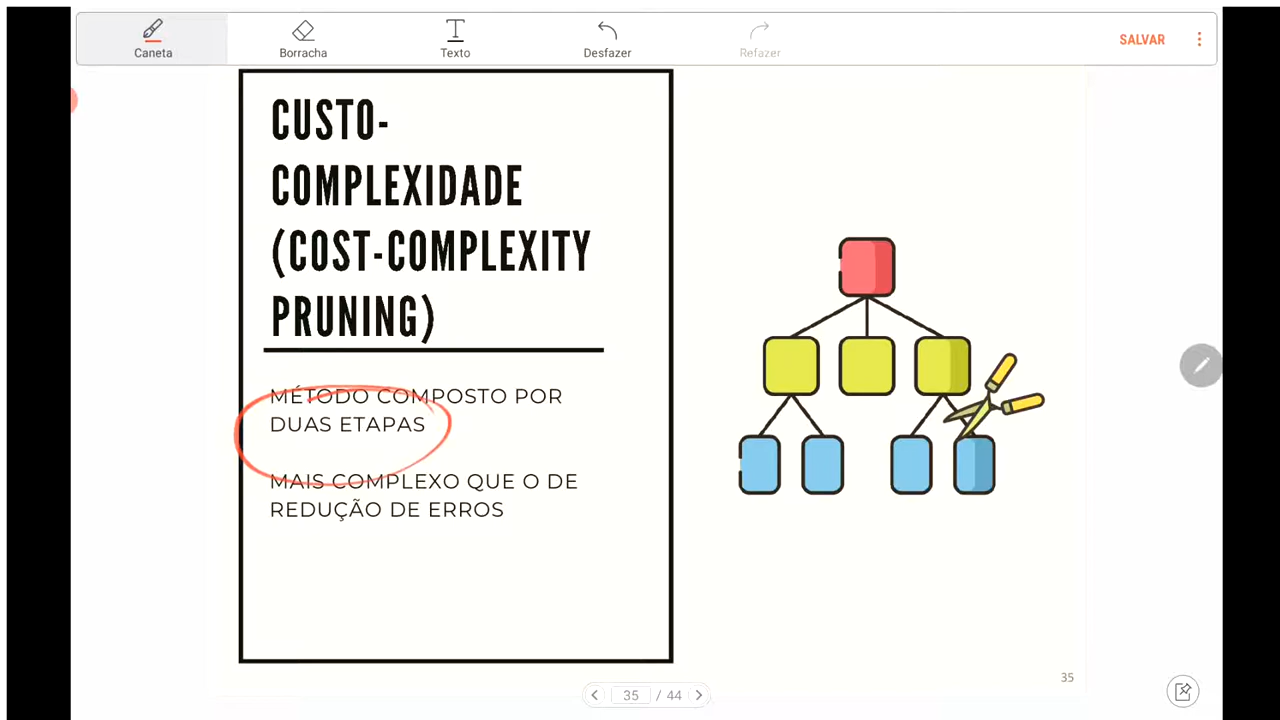 Caneta
Borracha
Texto
Desfazer
Refazer
SALVAR
CUSTO-
COMPLEXIDADE
(COST-COMPLEXITY
PRUNING)
MÉTODO COMPOSTO POR
DUAS ETAPAS
MAIS COMPLEXO QUE O DE
REDUÇÃO DE ERROS
35
35 / 44